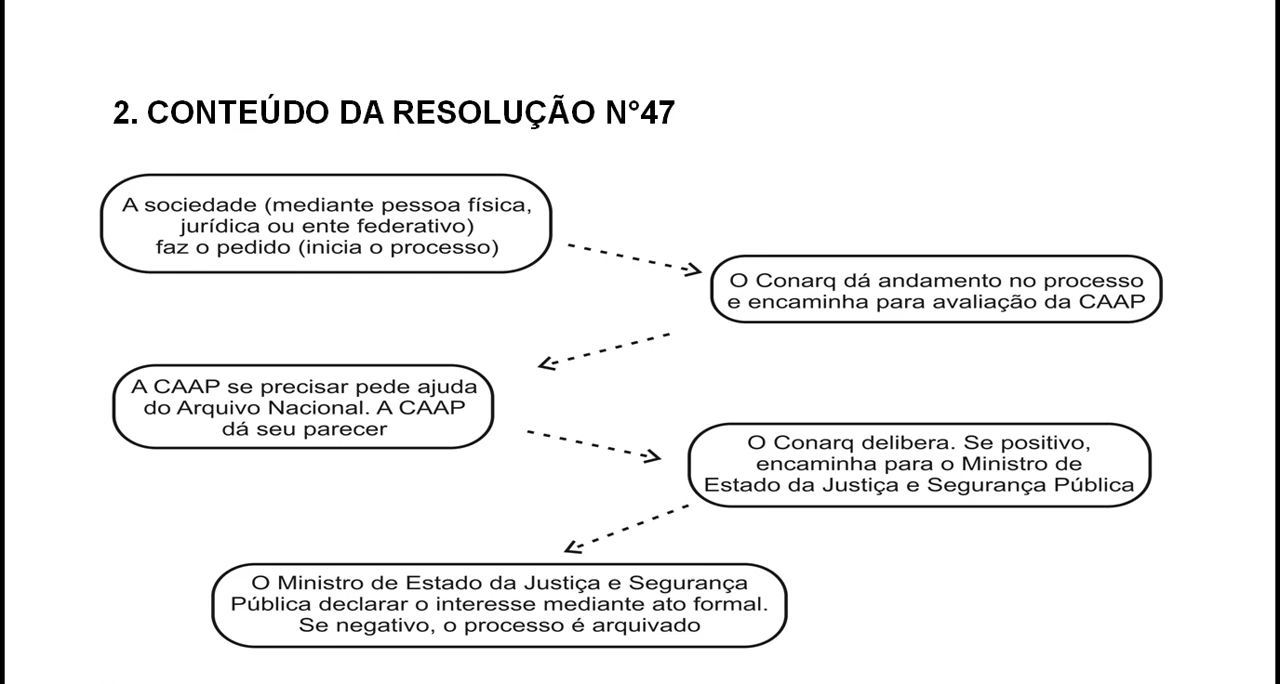 2. CONTEÚDO DA RESOLUÇÃO N°47
A sociedade (mediante pessoa física,
jurídica ou ente federativo)
faz o pedido (inicia o processo)
O Conarq dá andamento no processo
e encaminha para avaliação da CAAP
A CAAP se precisar pede ajuda
do Arquivo Nacional. A CAAP
dá seu parecer
O Conarq delibera. Se positivo,
encaminha para o Ministro de
Estado da Justiça e Segurança Pública
O Ministro de Estado da Justiça e Segurança
Pública declarar o interesse mediante ato formal.
Se negativo, o processo é arquivado